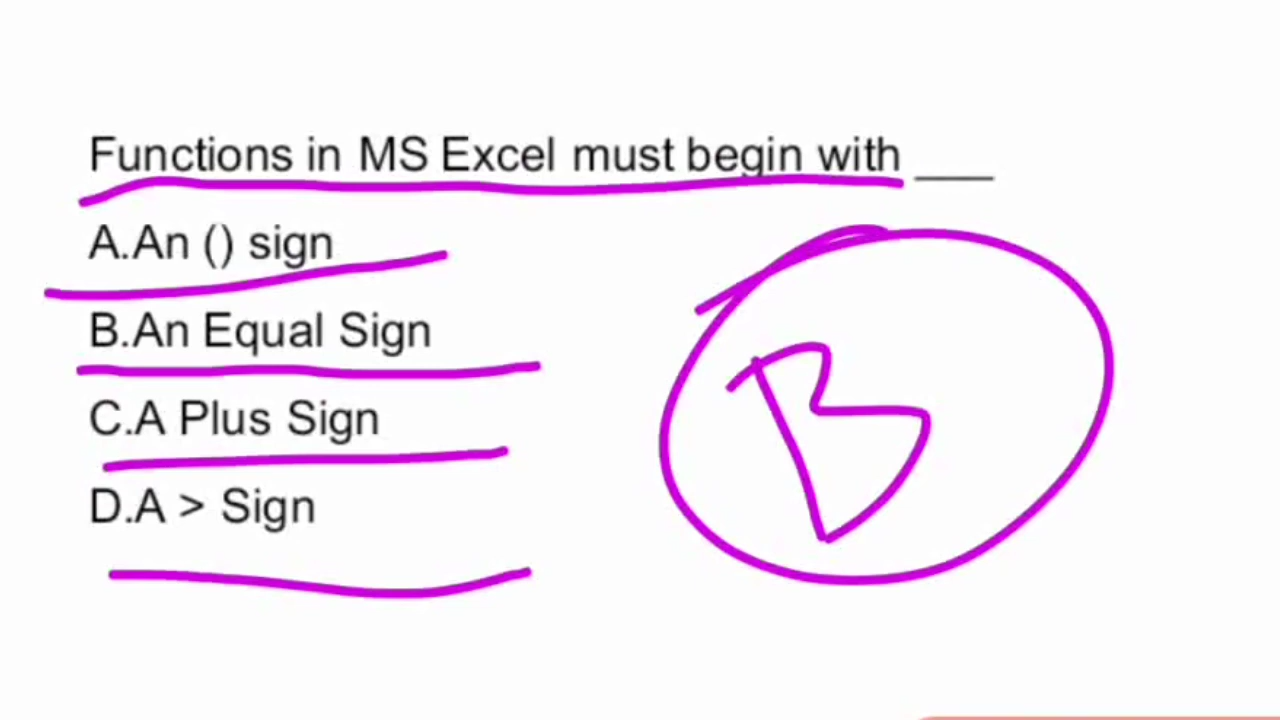 Functions in MS Excel must begin with ___
A.An () sign
B.An Equal Sign
C.A Plus Sign
D.A > Sign
B